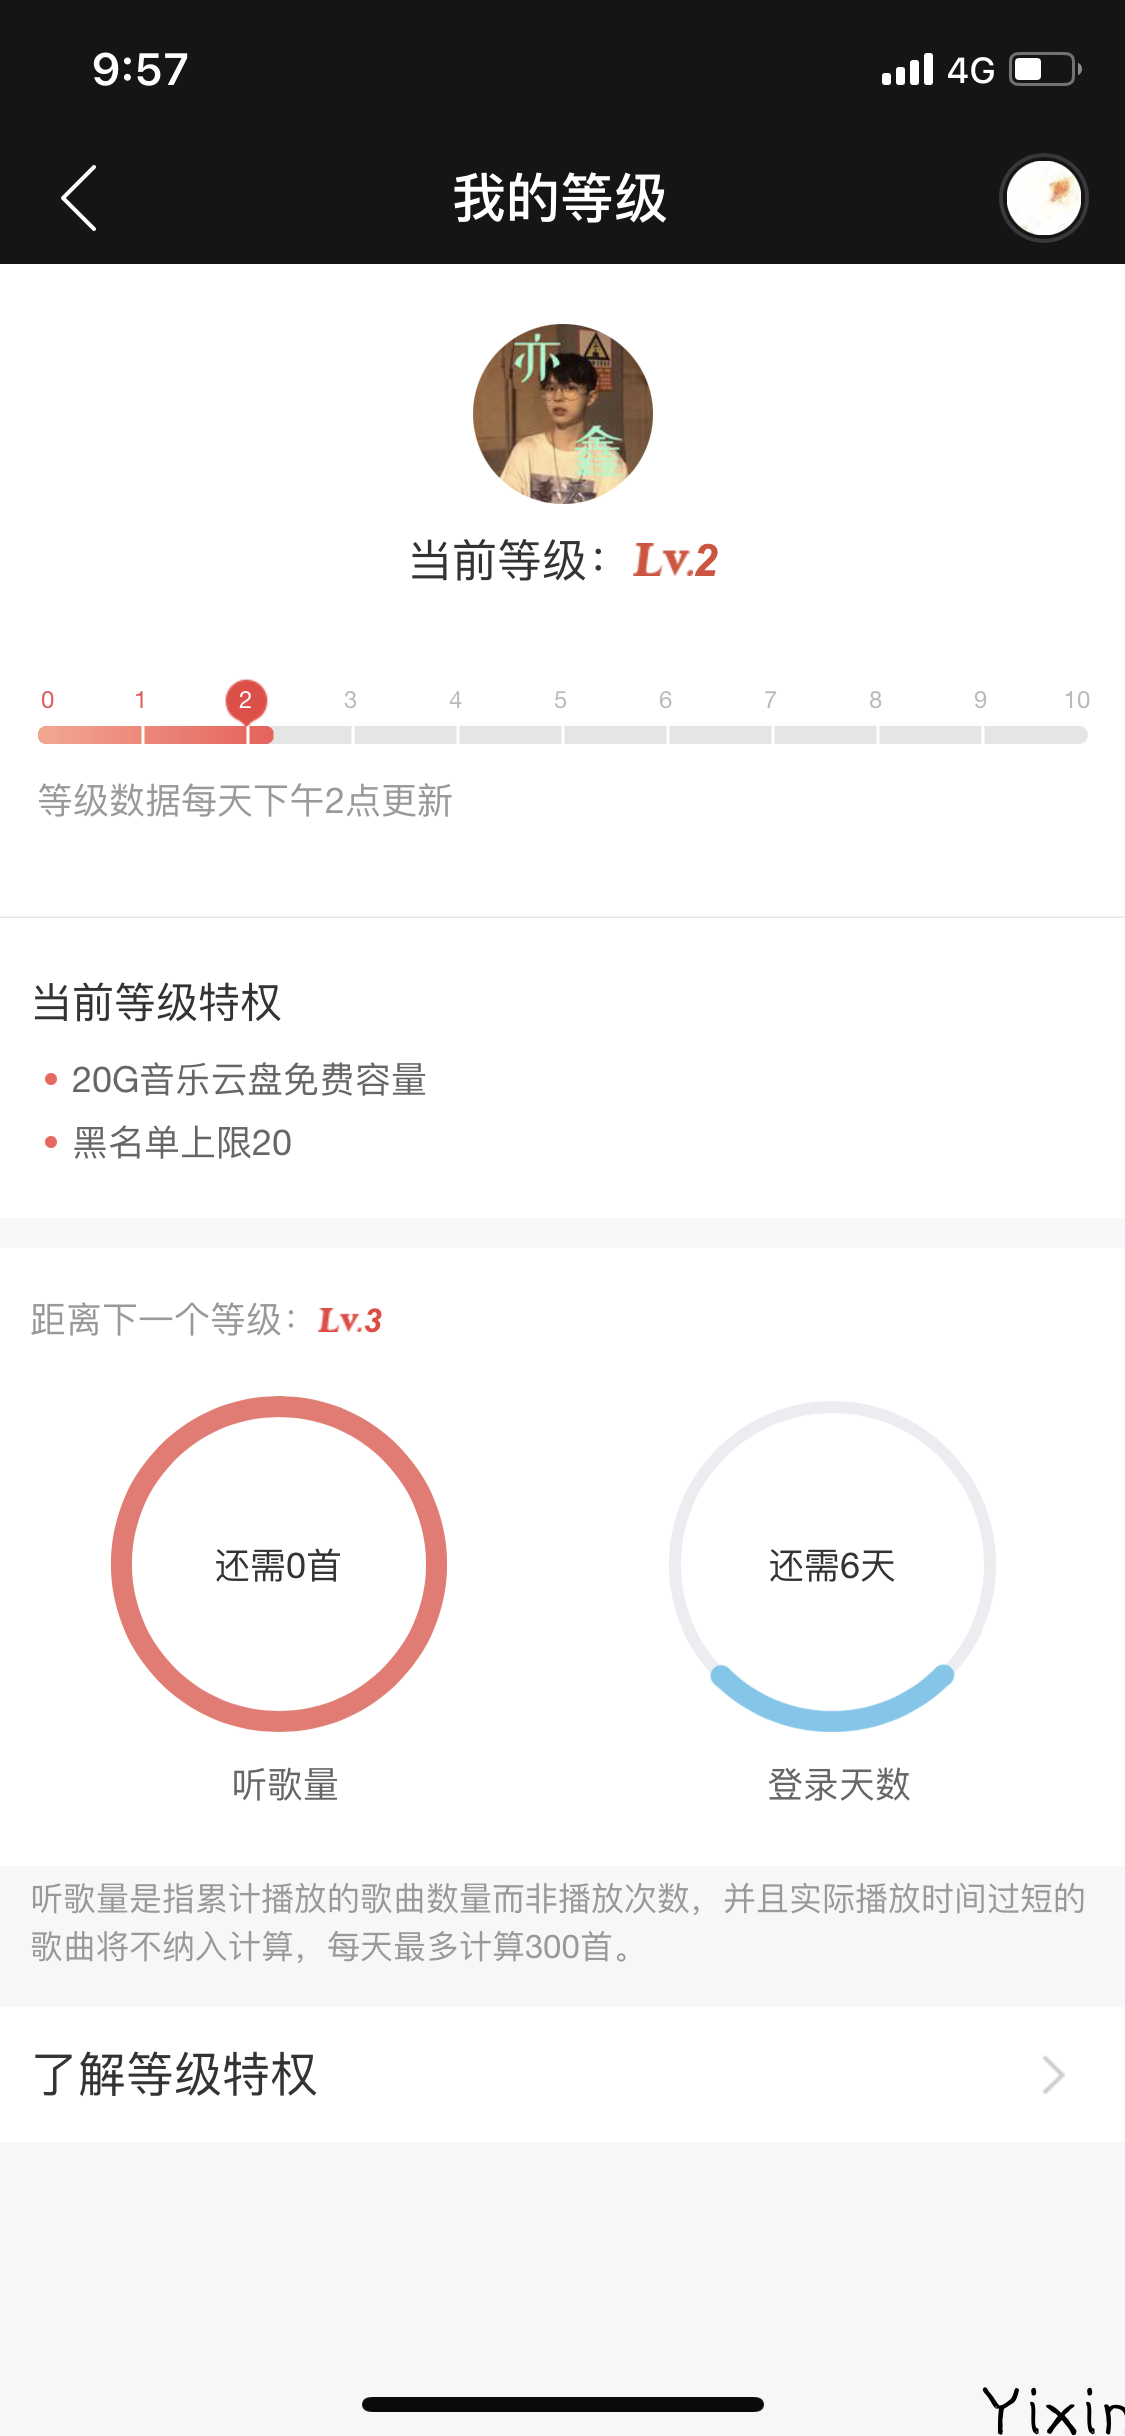 9:57
4G
我的等级
亦
鑫
当前等级：Lv.2
0 1 2 3 4 5 6 7 8 9 10
等级数据每天下午2点更新
当前等级特权
20G音乐云盘免费容量
黑名单上限20
距离下一个等级：Lv.3
还需0首
还需6天
听歌量
登录天数
听歌量是指累计播放的歌曲数量而非播放次数，并且实际播放时间过短的
歌曲将不纳入计算，每天最多计算300首。
了解等级特权
Yixin